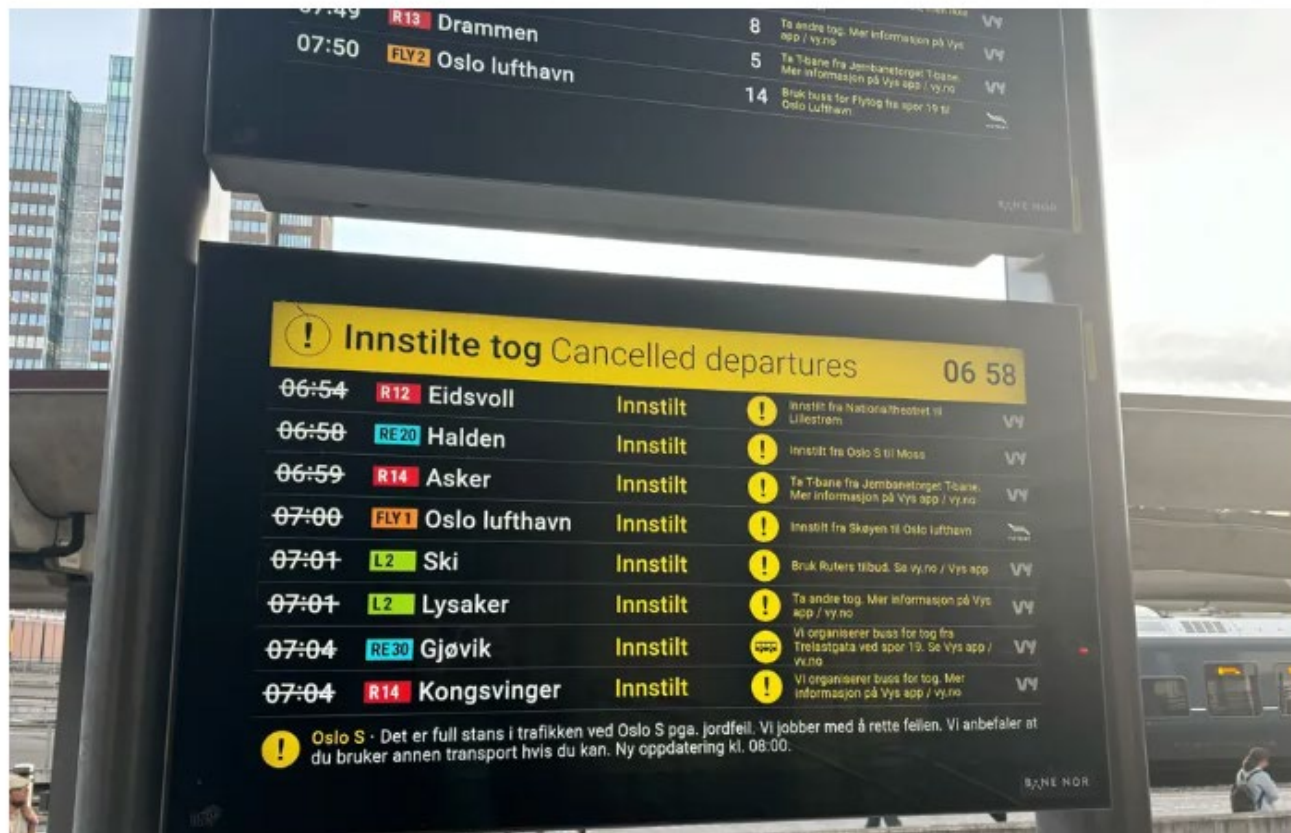 07:49 R13 Drammen 8 Ta andre tog. Mer informasjon på Vys
app / vy.no VY
07:50 FLY2 Oslo lufthavn 5 Ta T-bane fra Jernbanetorget T-bane.
Mer informasjon på Vys app / vy.no VY
14 Bruk buss for Flytog fra spor 19 til
Oslo Lufthavn
BANE NOR
! Innstilte tog Cancelled departures 06 58
06:54 R12 Eidsvoll Innstilt ! Innstilt fra Nationaltheatret til
Lillestrøm VY
06:58 RE20 Halden Innstilt ! Innstilt fra Oslo S til Moss VY
06:59 R14 Asker Innstilt ! Ta T-bane fra Jernbanetorget T-bane.
Mer informasjon på Vys app / vy.no VY
07:00 FLY1 Oslo lufthavn Innstilt ! Innstilt fra Skøyen til Oslo lufthavn
07:01 L2 Ski Innstilt ! Bruk Ruters tilbud. Se vy.no / Vys app VY
07:01 L2 Lysaker Innstilt ! Ta andre tog. Mer informasjon på Vys
app / vy.no VY
07:04 RE30 Gjøvik Innstilt Vi organiserer buss for tog fra
Trelastgata ved spor 19. Se Vys app /
vy.no VY
07:04 R14 Kongsvinger Innstilt ! Vi organiserer buss for tog. Mer
informasjon på Vys app / vy.no VY
! Oslo S · Det er full stans i trafikken ved Oslo S pga. jordfeil. Vi jobber med å rette feilen. Vi anbefaler at
du bruker annen transport hvis du kan. Ny oppdatering kl. 08:00.
BANE NOR